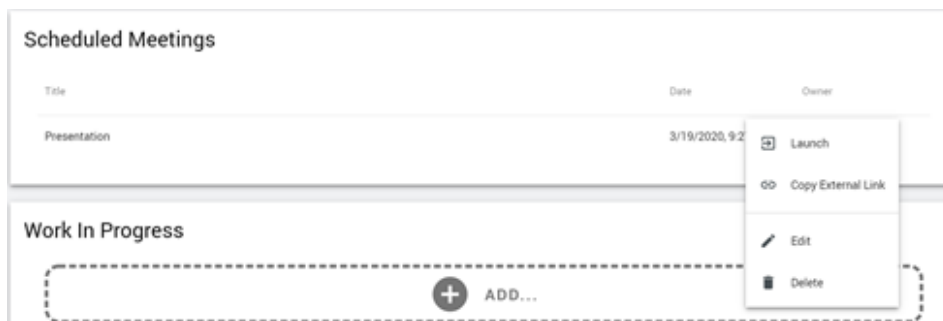 Scheduled Meetings
Title Date Owner
Presentation 3/19/2020, 9:2
Launch
Copy External Link
Work In Progress
Edit
ADD...
Delete